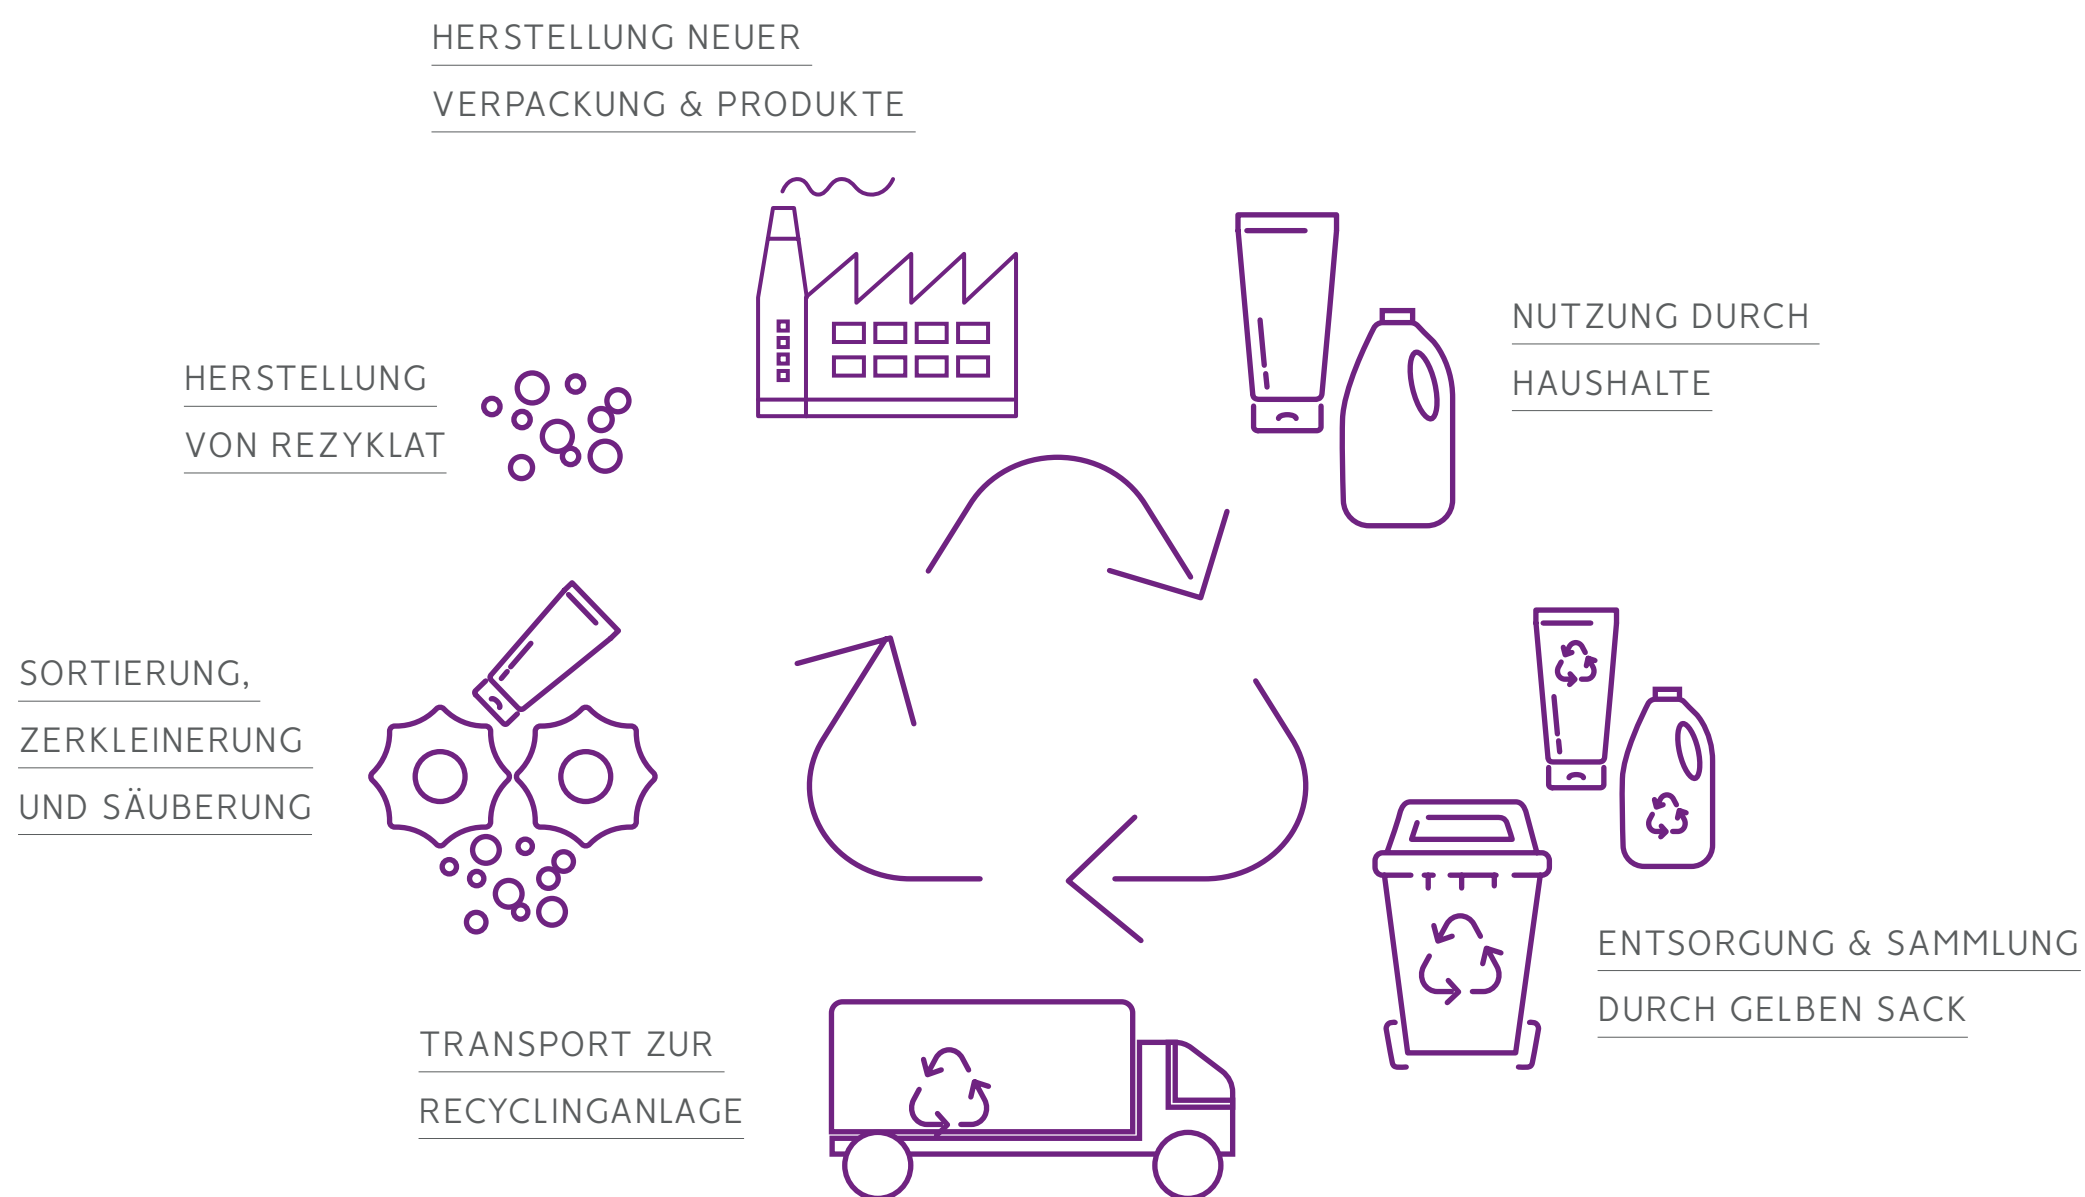 HERSTELLUNG NEUER
VERPACKUNG & PRODUKTE
NUTZUNG DURCH
HAUSHALTE
ENTSORGUNG & SAMMLUNG
DURCH GELBEN SACK
TRANSPORT ZUR
RECYCLINGANLAGE
SORTIERUNG,
ZERKLEINERUNG
UND SÄUBERUNG
HERSTELLUNG
VON REZYKLAT